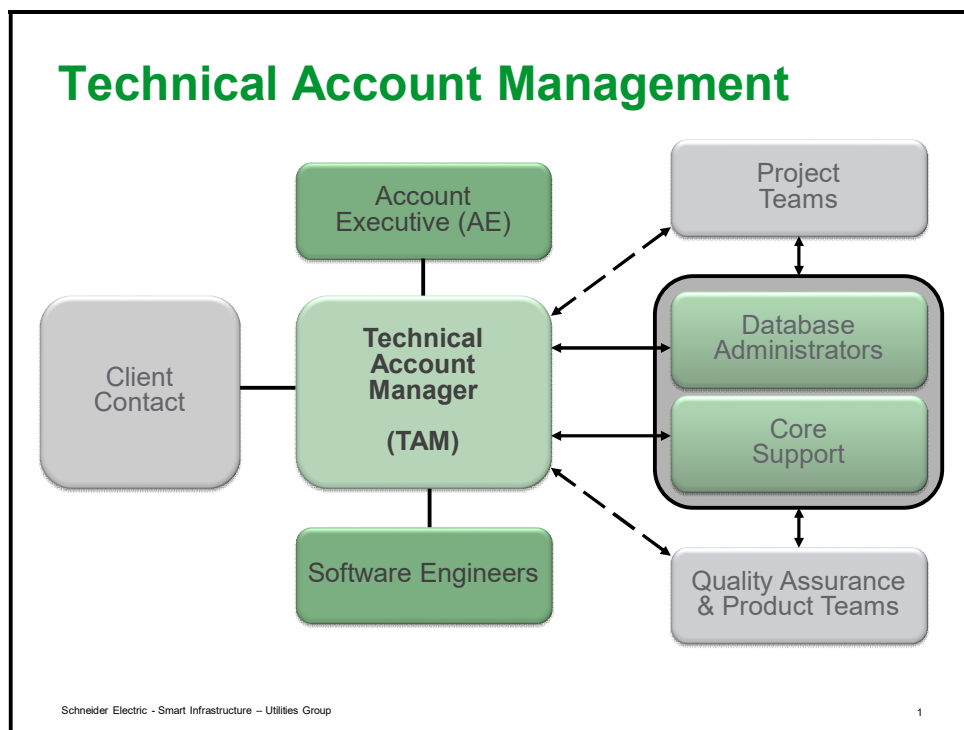 Technical Account Management
Account
Executive (AE)
Project
Teams
Client
Contact
Technical
Account
Manager
(TAM)
Database
Administrators
Core
Support
Software Engineers
Quality Assurance
& Product Teams
Schneider Electric - Smart Infrastructure – Utilities Group
1